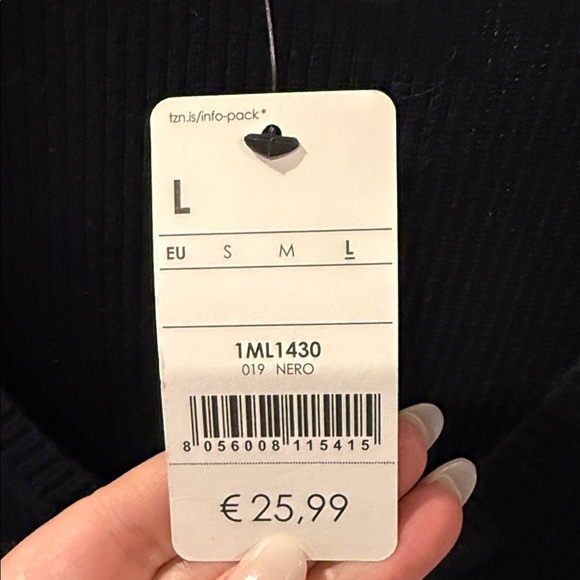 tzn.is/info-pack*
L
EU S M L
1ML1430
019 NERO
8 056008 115415
€ 25,99